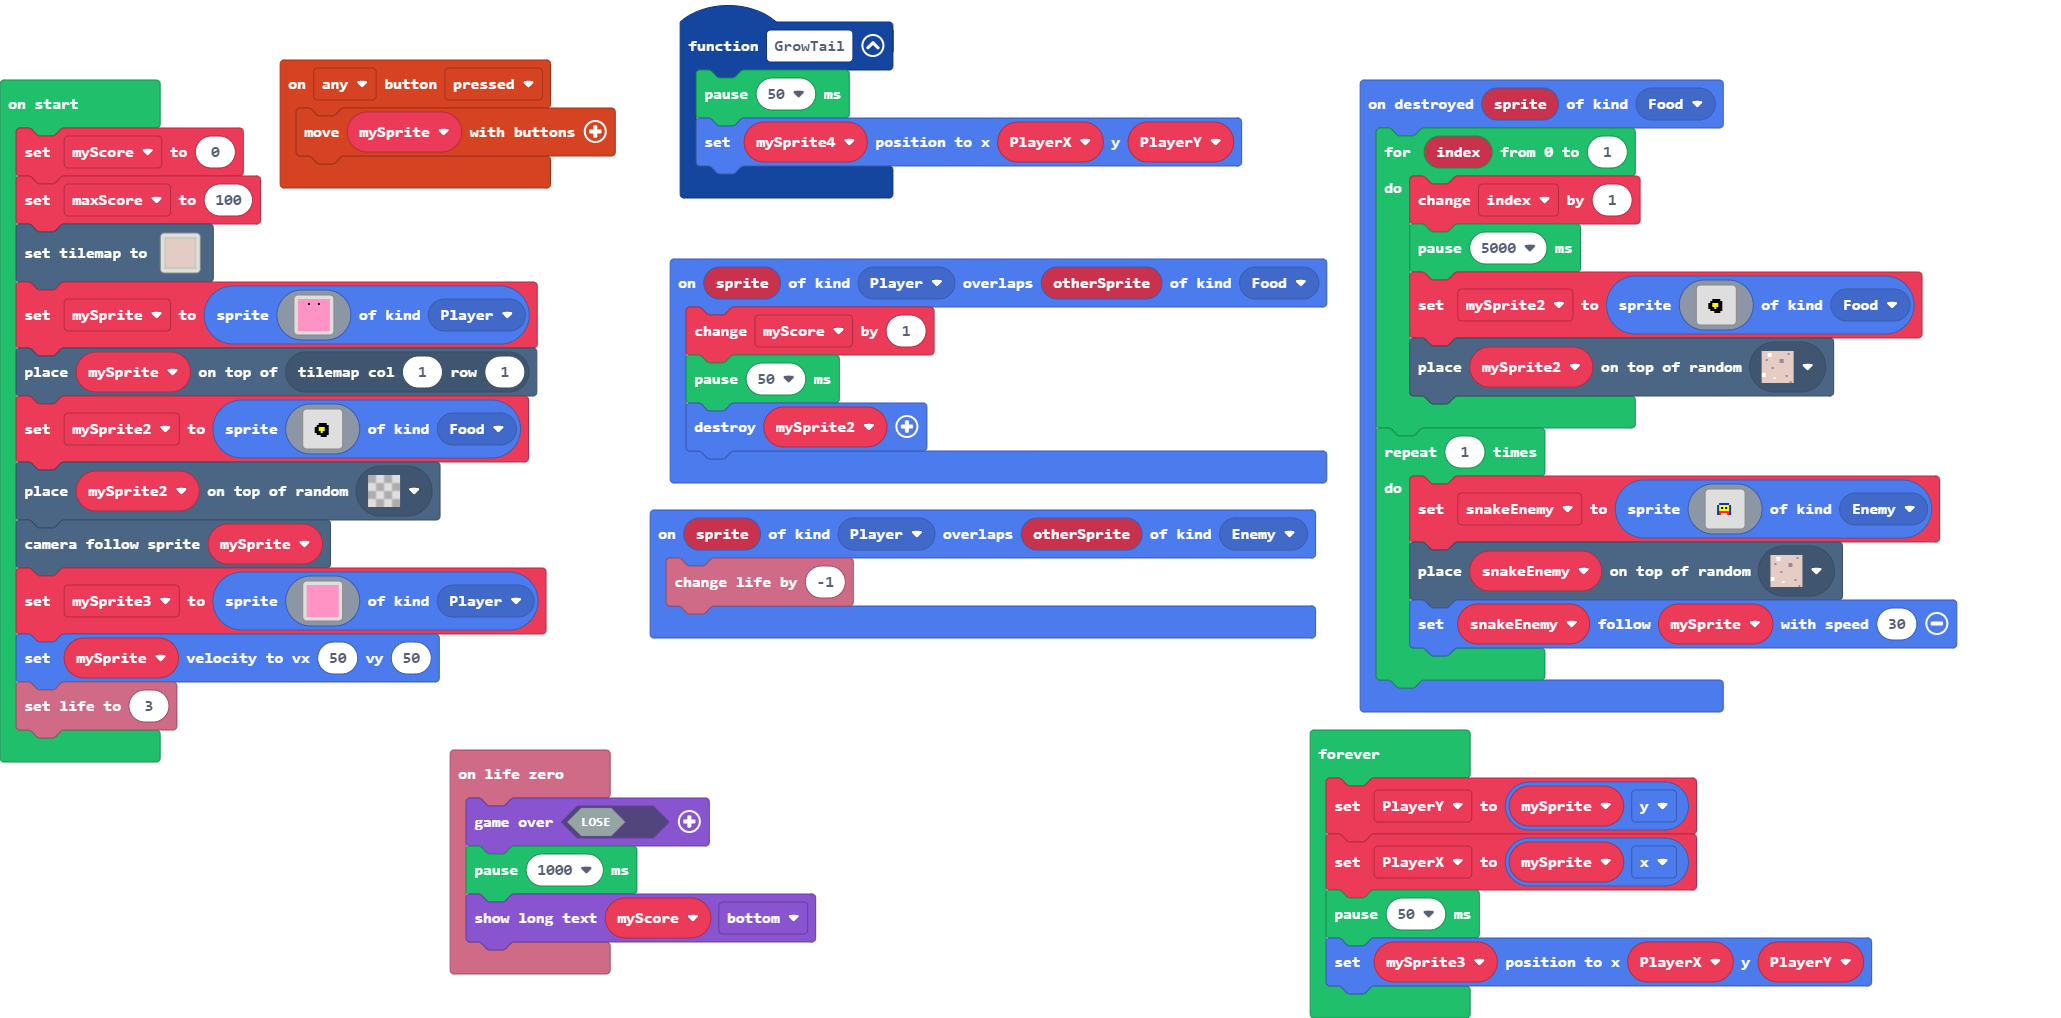 on start
set myScore to 0
set maxScore to 100
set tilemap to
set mySprite to sprite of kind Player
place mySprite on top of tilemap col 1 row 1
set mySprite2 to sprite of kind Food
place mySprite2 on top of random
camera follow sprite mySprite
set mySprite3 to sprite of kind Player
set mySprite velocity to vx 50 vy 50
set life to 3
on any button pressed
move mySprite with buttons
function GrowTail
pause 50 ms
set mySprite4 position to x PlayerX y PlayerY
on sprite of kind Player overlaps otherSprite of kind Food
change myScore by 1
pause 50 ms
destroy mySprite2
on sprite of kind Player overlaps otherSprite of kind Enemy
change life by -1
on life zero
game over LOSE
pause 1000 ms
show long text myScore bottom
on destroyed sprite of kind Food
for index from 0 to 1
do
change index by 1
pause 5000 ms
set mySprite2 to sprite of kind Food
place mySprite2 on top of random
repeat 1 times
do
set snakeEnemy to sprite of kind Enemy
place snakeEnemy on top of random
set snakeEnemy follow mySprite with speed 30
forever
set PlayerY to mySprite y
set PlayerX to mySprite x
pause 50 ms
set mySprite3 position to x PlayerX y PlayerY